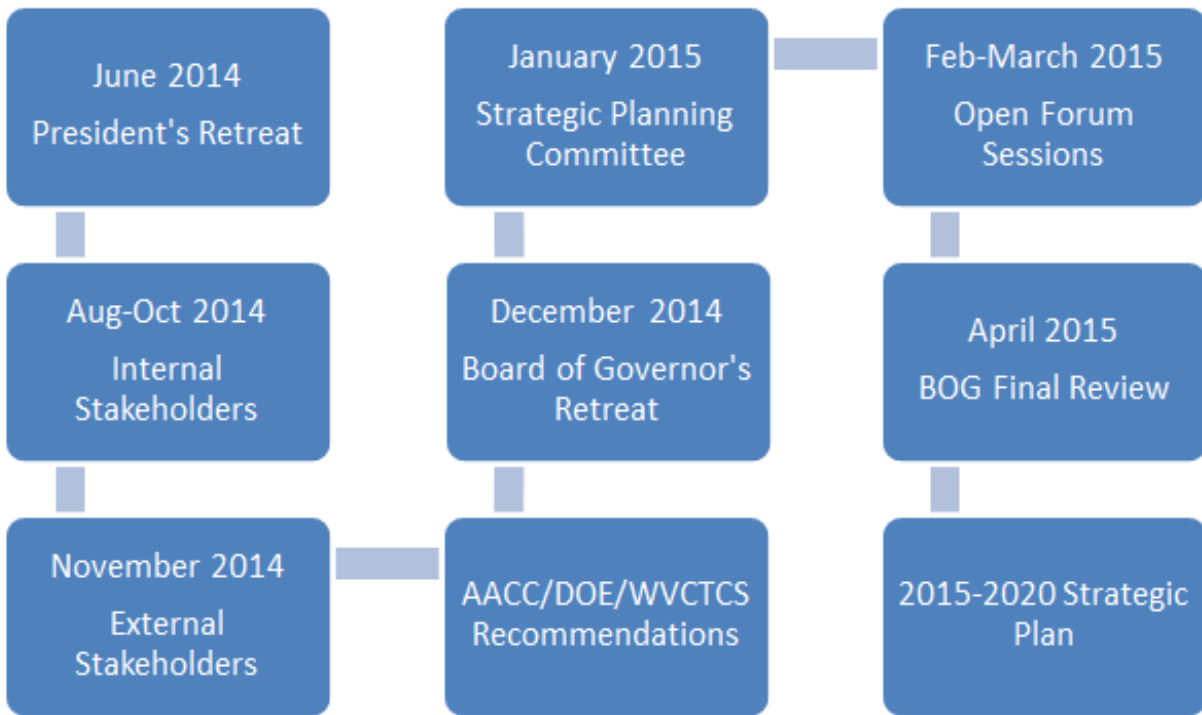 June 2014
President's Retreat
Aug-Oct 2014
Internal
Stakeholders
November 2014
External
Stakeholders
AACC/DOE/WVCTCS
Recommendations
December 2014
Board of Governor's
Retreat
January 2015
Strategic Planning
Committee
Feb-March 2015
Open Forum
Sessions
April 2015
BOG Final Review
2015-2020 Strategic
Plan